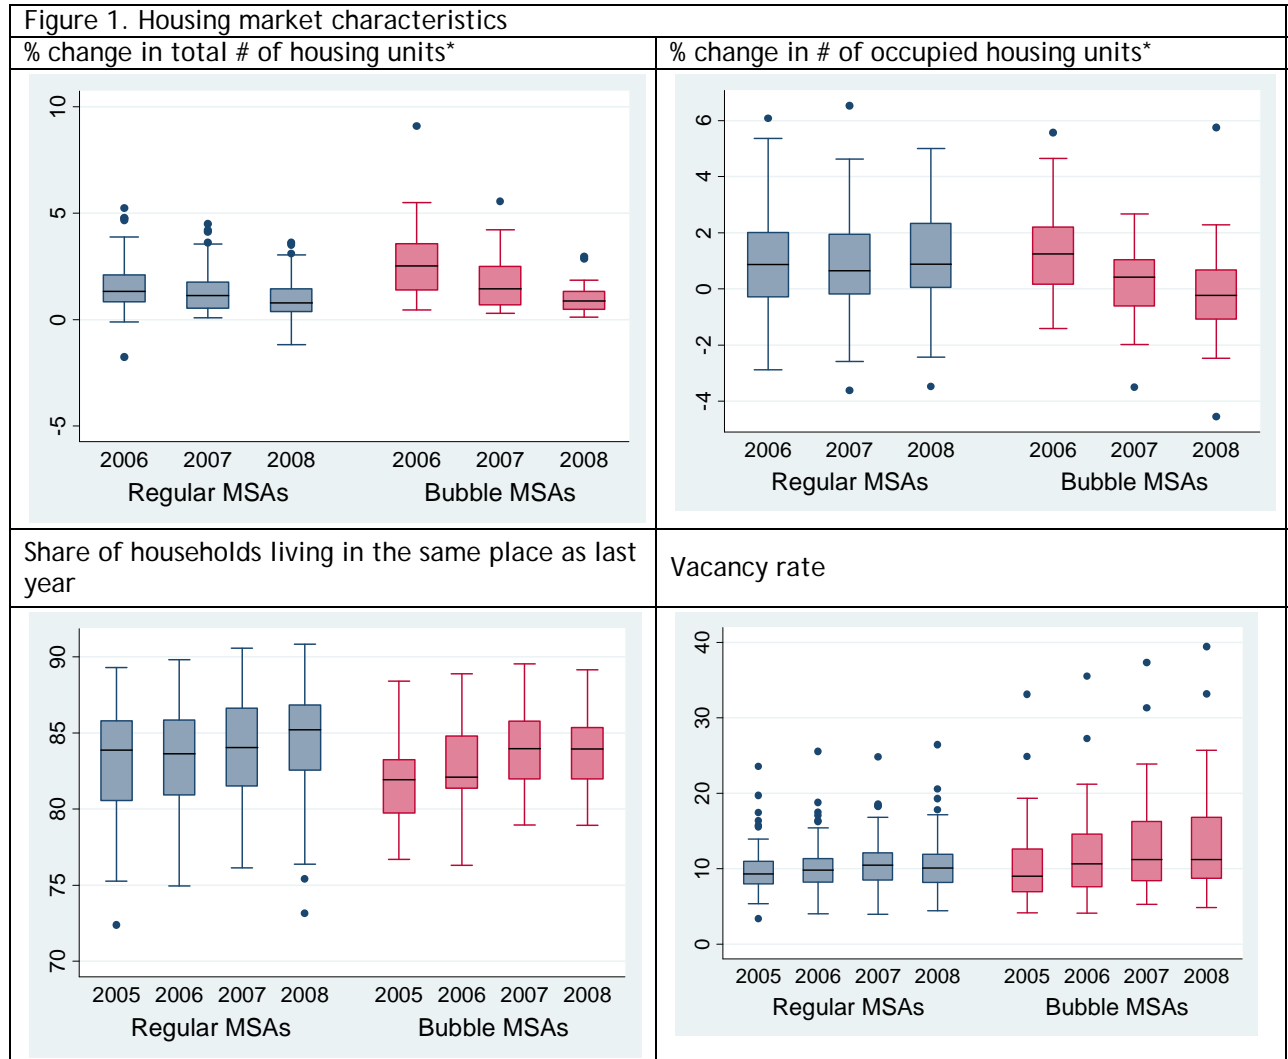 Figure 1. Housing market characteristics
% change in total # of housing units*
% change in # of occupied housing units*
10
5
0
-5
2006 2007 2008 2006 2007 2008
Regular MSAs Bubble MSAs
6
4
2
0
-2
-4
2006 2007 2008 2006 2007 2008
Regular MSAs Bubble MSAs
Share of households living in the same place as last
year
Vacancy rate
90
85
80
75
70
2005 2006 2007 2008 2005 2006 2007 2008
Regular MSAs Bubble MSAs
40
30
20
10
0
2005 2006 2007 2008 2005 2006 2007 2008
Regular MSAs Bubble MSAs